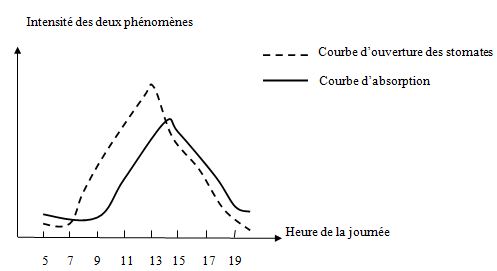 Intensité des deux phénomènes
Courbe d'ouverture des stomates
Courbe d'absorption
Heure de la journée
5 7 9 11 13 15 17 19